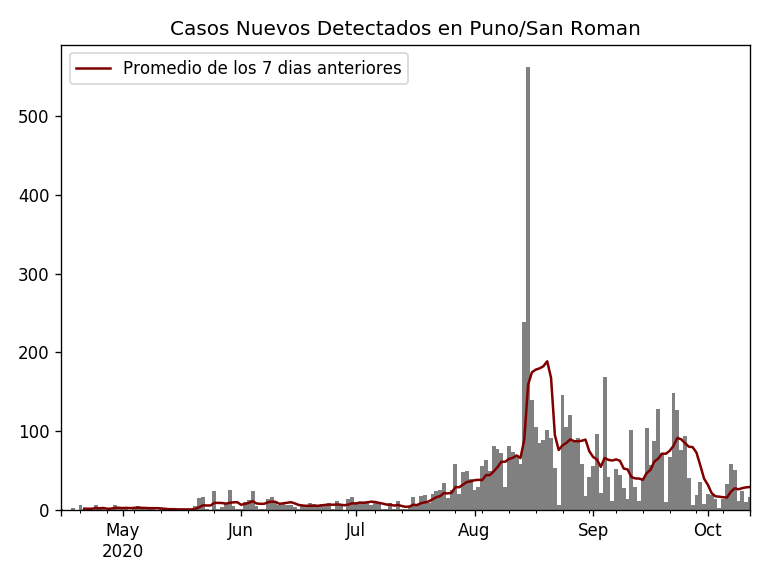 Casos Nuevos Detectados en Puno/San Roman
Promedio de los 7 dias anteriores
500
400
300
200
100
0
May Jun Jul Aug Sep Oct
2020